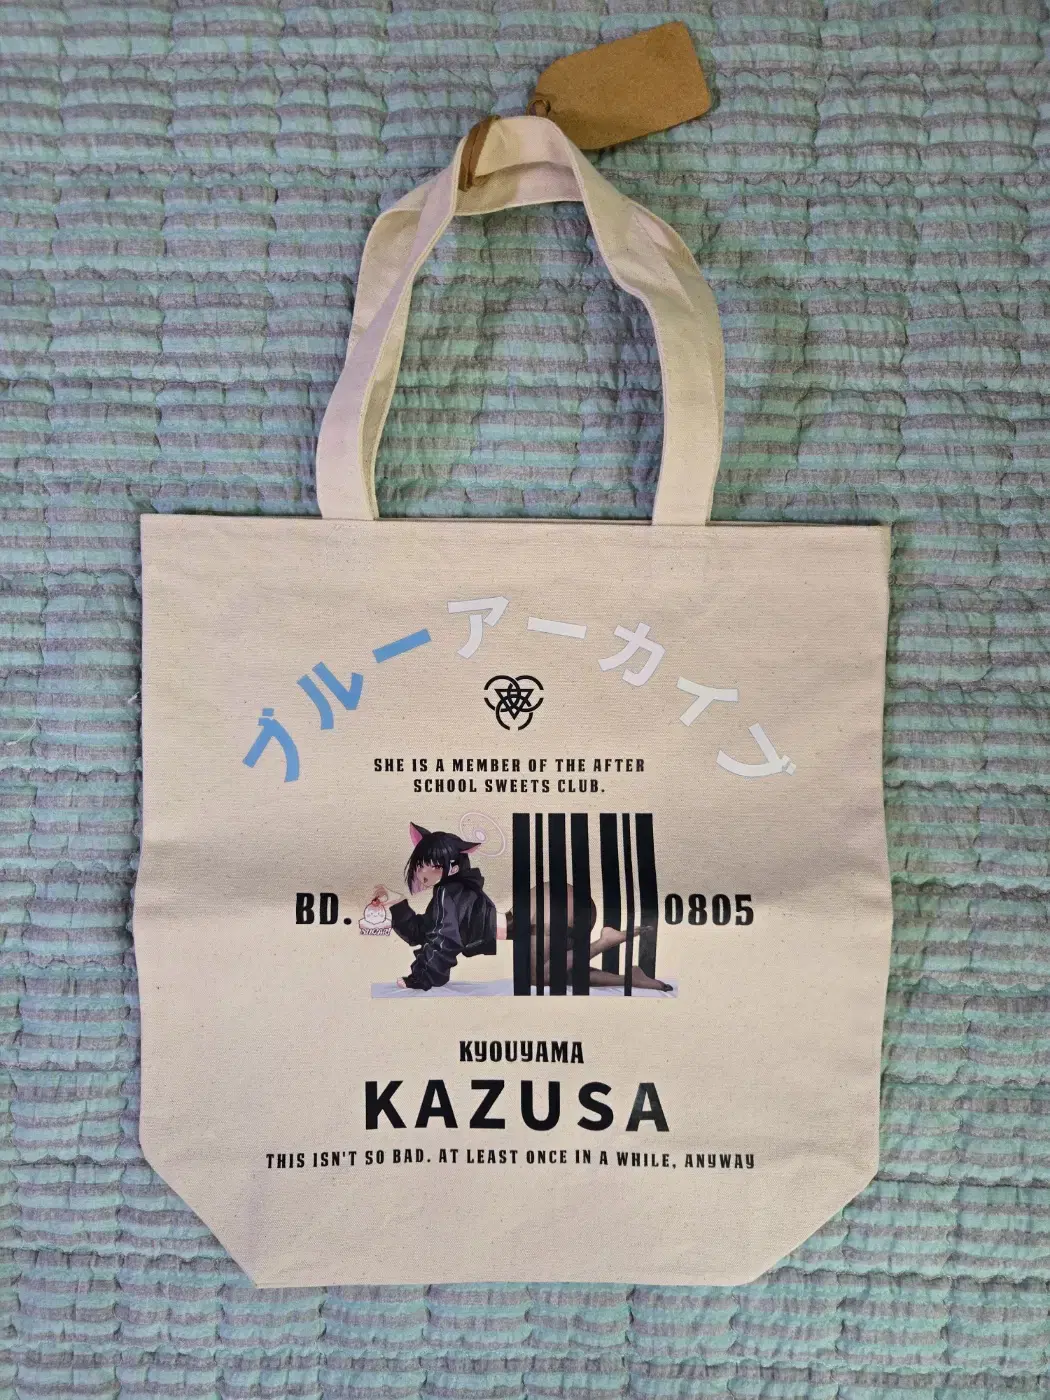 ブルーアーカイブ
SHE IS A MEMBER OF THE AFTER
SCHOOL SWEETS CLUB.
BD.
0805
KYOUYAMA
KAZUSA
THIS ISN'T SO BAD. AT LEAST ONCE IN A WHILE, ANYWAY